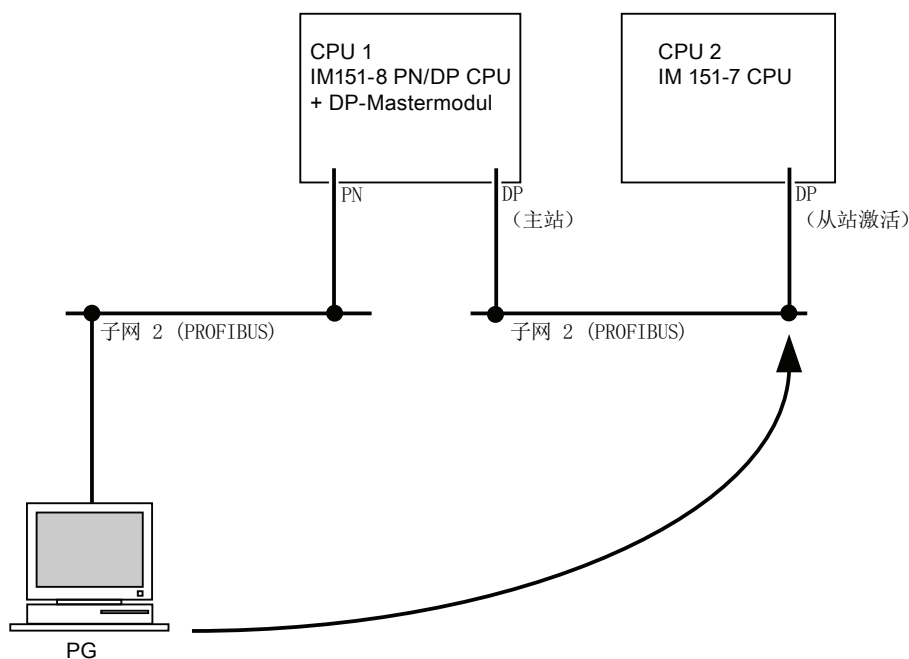 CPU 1
IM151-8 PN/DP CPU
+ DP-Mastermodul
CPU 2
IM 151-7 CPU
PN
DP
（主站）
DP
（从站激活）
子网 2 (PROFIBUS)
子网 2 (PROFIBUS)
PG